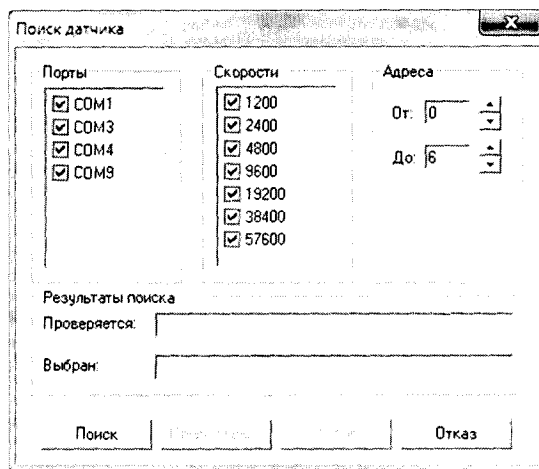 Поиск датчика
Порты
COM1
COM3
COM4
COM9
Скорости
1200
2400
4800
9600
19200
38400
57600
Адреса
От: 0
До: 6
Результаты поиска
Проверяется:
Выбран:
Поиск
Отказ